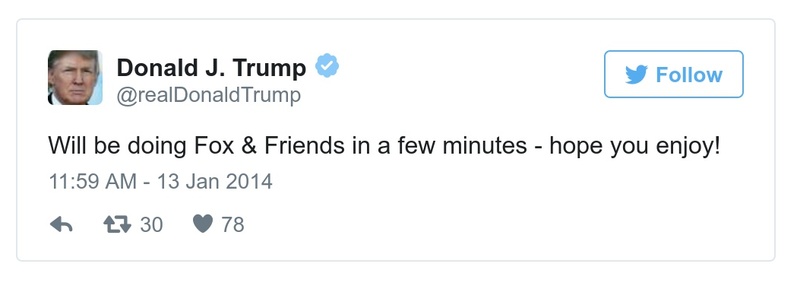 Donald J. Trump
@realDonaldTrump
Follow
Will be doing Fox & Friends in a few minutes - hope you enjoy!
11:59 AM - 13 Jan 2014
30 78